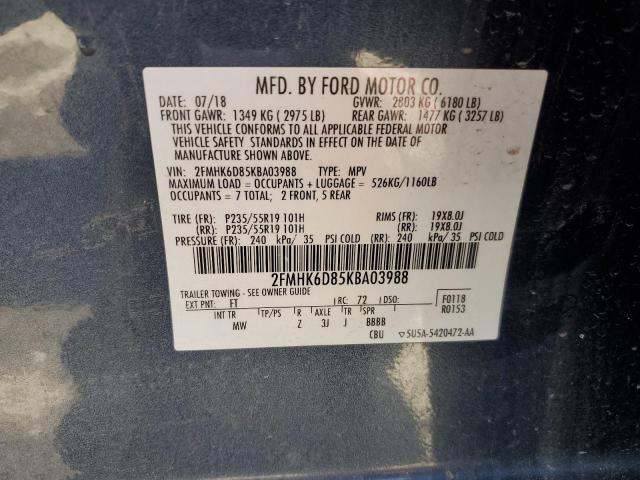 MFD. BY FORD MOTOR CO.
DATE: 07/18 GVWR: 2803 KG ( 6180 LB)
FRONT GAWR: 1349 KG ( 2975 LB) REAR GAWR: 1477 KG ( 3257 LB)
THIS VEHICLE CONFORMS TO ALL APPLICABLE FEDERAL MOTOR
VEHICLE SAFETY STANDARDS IN EFFECT ON THE DATE OF
MANUFACTURE SHOWN ABOVE.
VIN: 2FMHK6D85KBA03988 TYPE: MPV
MAXIMUM LOAD = OCCUPANTS + LUGGAGE = 526KG/1160LB
OCCUPANTS = 7 TOTAL; 2 FRONT, 5 REAR
TIRE (FR): P235/55R19 101H RIMS (FR): 19X8.0J
(RR): P235/55R19 101H (RR): 19X8.0J
PRESSURE (FR): 240 kPa/ 35 PSI COLD (RR): 240 kPa/ 35 PSI COLD
2FMHK6D85KBA03988
TRAILER TOWING - SEE OWNER GUIDE
EXT PNT: FT RC: 72 DSO: F0118
INT TR TP/PS R AXLE TR SPR R0153
MW Z 3J J BBBB
CBU 5U5A-5420472-AA